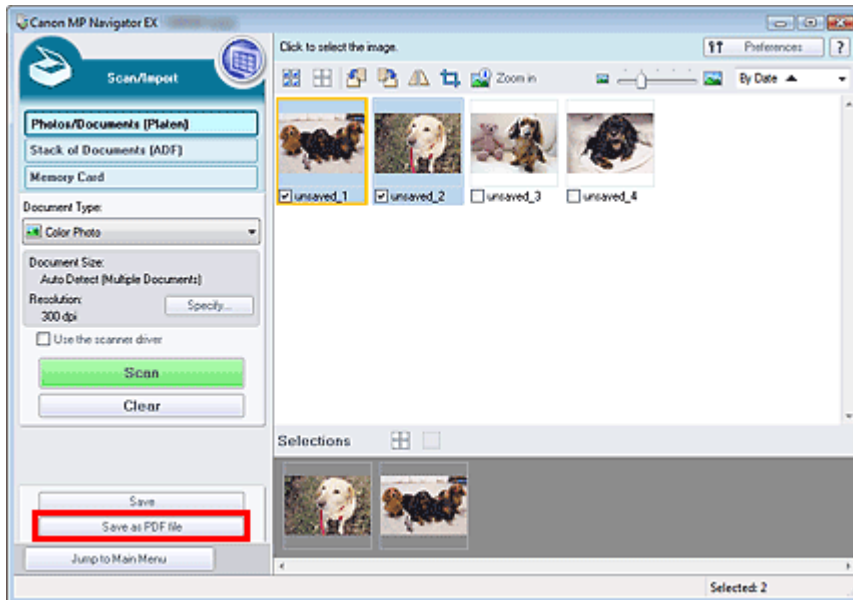 Canon MP Navigator EX
Scan/Import
Photos/Documents (Platen)
Stack of Documents (ADF)
Memory Card
Document Type:
Color Photo
Document Size:
Auto Detect (Multiple Documents)
Resolution:
300 dpi
Specify...
Use the scanner driver
Scan
Clear
Save
Save as PDF file
Jump to Main Menu
Click to select the image.
Preferences
?
Zoom in
By Date
unsaved_1
unsaved_2
unsaved_3
unsaved_4
Selections
Selected: 2